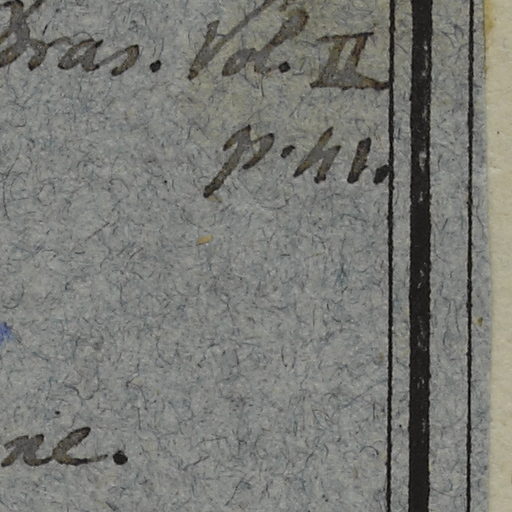 Bras. Vol. II
p. 41.
ne.